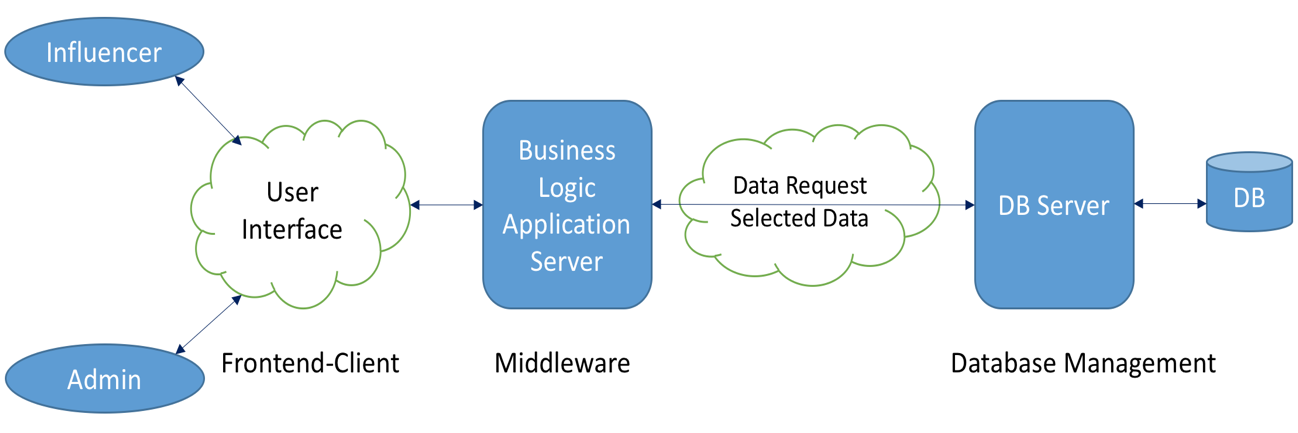 Influencer
User
Interface
Business
Logic
Application
Server
Data Request
Selected Data
DB Server
DB
Admin
Frontend-Client
Middleware
Database Management